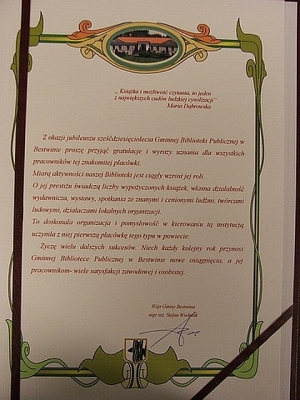 „ Książka i możliwość czytania, to jeden
z największych cudów ludzkiej cywilizacji"
Maria Dąbrowska
Z okazji jubileuszu sześćdziesięciolecia Gminnej Biblioteki Publicznej w
Bestwinie proszę przyjąć gratulacje i wyrazy uznania dla wszystkich
pracowników tej znakomitej placówki.
Miarą aktywności naszej Biblioteki jest ciągły wzrost jej roli.
O jej prestiżu świadczą liczby wypożyczonych książek, własna działalność
wydawnicza, wystawy, spotkania ze znanymi i cenionymi ludźmi, twórcami
ludowymi, działaczami lokalnych organizacji.
To doskonała organizacja i pomysłowość w kierowaniu tą instytucją
uczyniła z niej pierwszą placówkę tego typu w powiecie.
Życzę wielu dalszych sukcesów. Niech każdy kolejny rok przynosi
Gminnej Bibliotece Publicznej w Bestwinie nowe osiągnięcia, a jej
pracownikom- wiele satysfakcji zawodowej i osobistej.
Wójt Gminy Bestwina
mgr inż. Stefan Wodniak